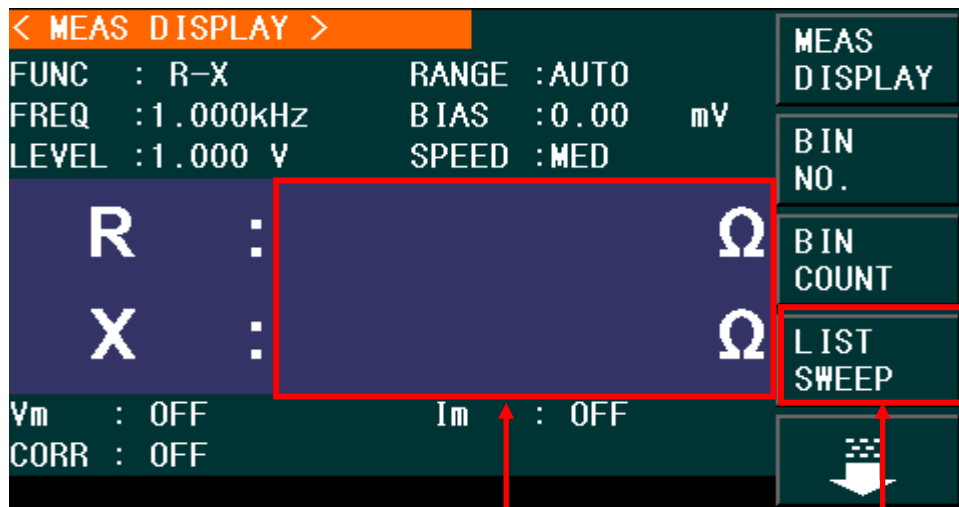 < MEAS DISPLAY >
FUNC : R-X RANGE :AUTO
FREQ :1.000kHz BIAS :0.00 mV
LEVEL :1.000 V SPEED :MED
R : Ω
X : Ω
Vm : OFF Im : OFF
CORR : OFF
MEAS
DISPLAY
BIN
NO.
BIN
COUNT
LIST
SWEEP